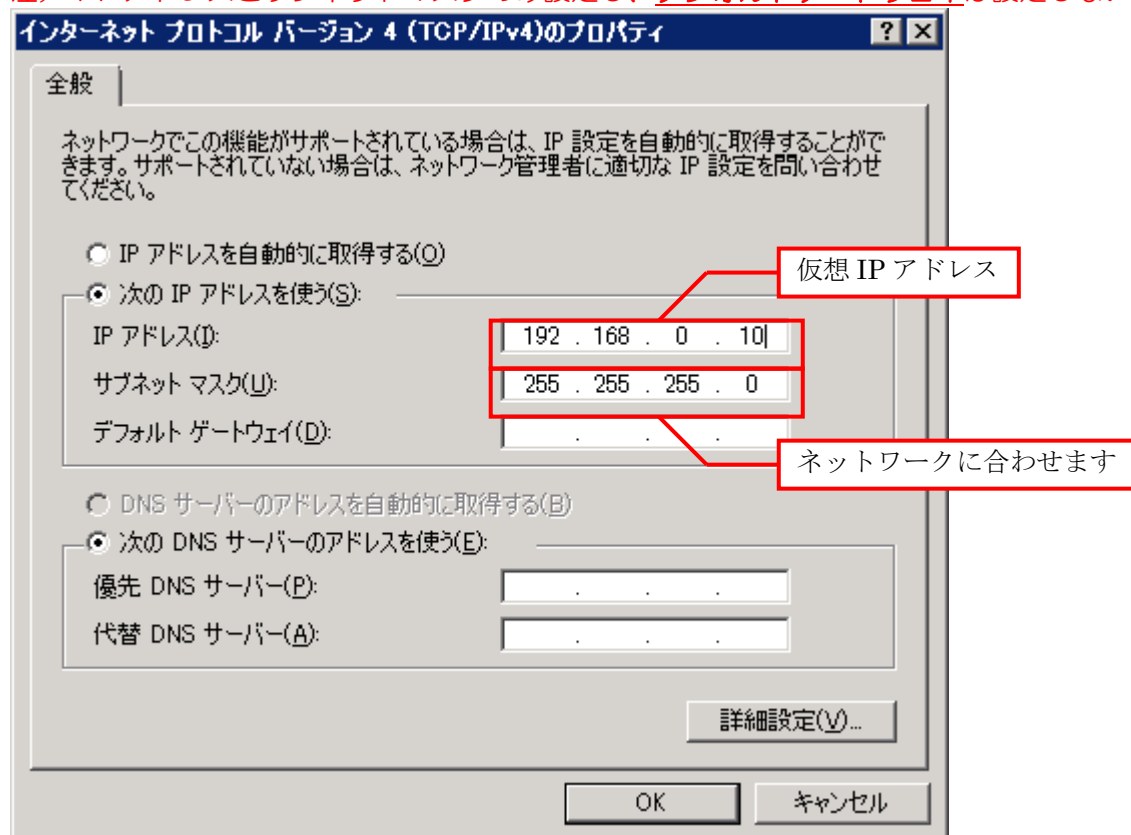 インターネット プロトコル バージョン 4 (TCP/IPv4)のプロパティ
全般
ネットワークでこの機能がサポートされている場合は、IP 設定を自動的に取得することがで
きます。サポートされていない場合は、ネットワーク管理者に適切な IP 設定を問い合わせ
てください。
IP アドレスを自動的に取得する(O)
仮想 IP アドレス
次の IP アドレスを使う(S):
IP アドレス(I):
192 . 168 . 0 . 10
サブネット マスク(U):
255 . 255 . 255 . 0
デフォルト ゲートウェイ(D):
. . .
ネットワークに合わせます
DNS サーバーのアドレスを自動的に取得する(B)
次の DNS サーバーのアドレスを使う(E):
優先 DNS サーバー(P):
. . .
代替 DNS サーバー(A):
. . .
詳細設定(V)...
OK
キャンセル